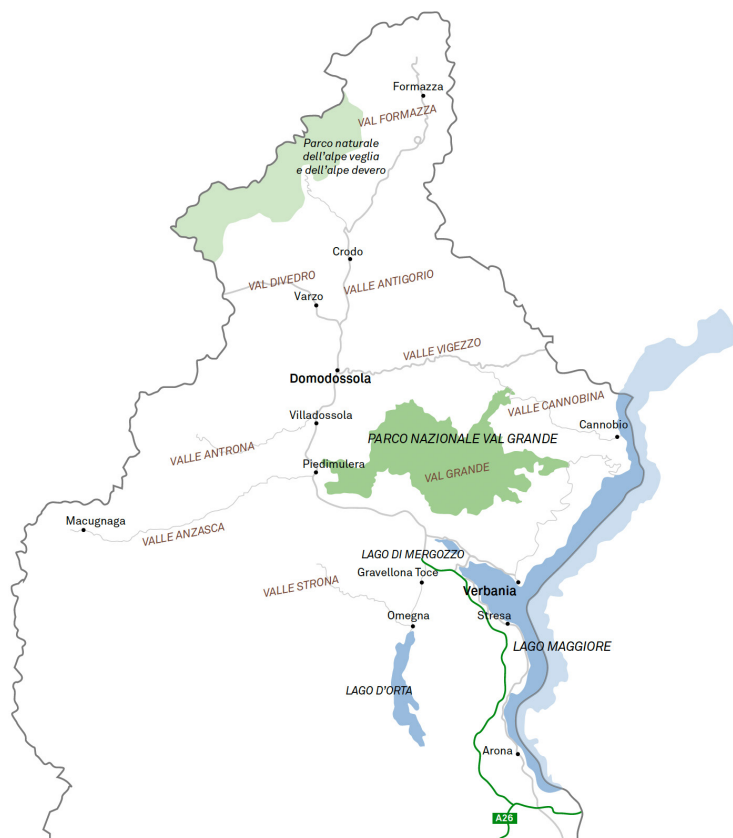 Formazza
VAL FORMAZZA
Parco naturale
dell'alpe veglia
e dell'alpe devero
Crodo
VAL DIVEDRO
VALLE ANTIGORIO
Varzo
VALLE VIGEZZO
Domodossola
VALLE CANNOBINA
Villadossola
Cannobio
PARCO NAZIONALE VAL GRANDE
VALLE ANTRONA
Piedimulera
VAL GRANDE
Macugnaga
VALLE ANZASCA
LAGO DI MERGOZZO
Gravellona Toce
VALLE STRONA
Verbania
Omegna
Stresa
LAGO MAGGIORE
LAGO D'ORTA
Arona
A26